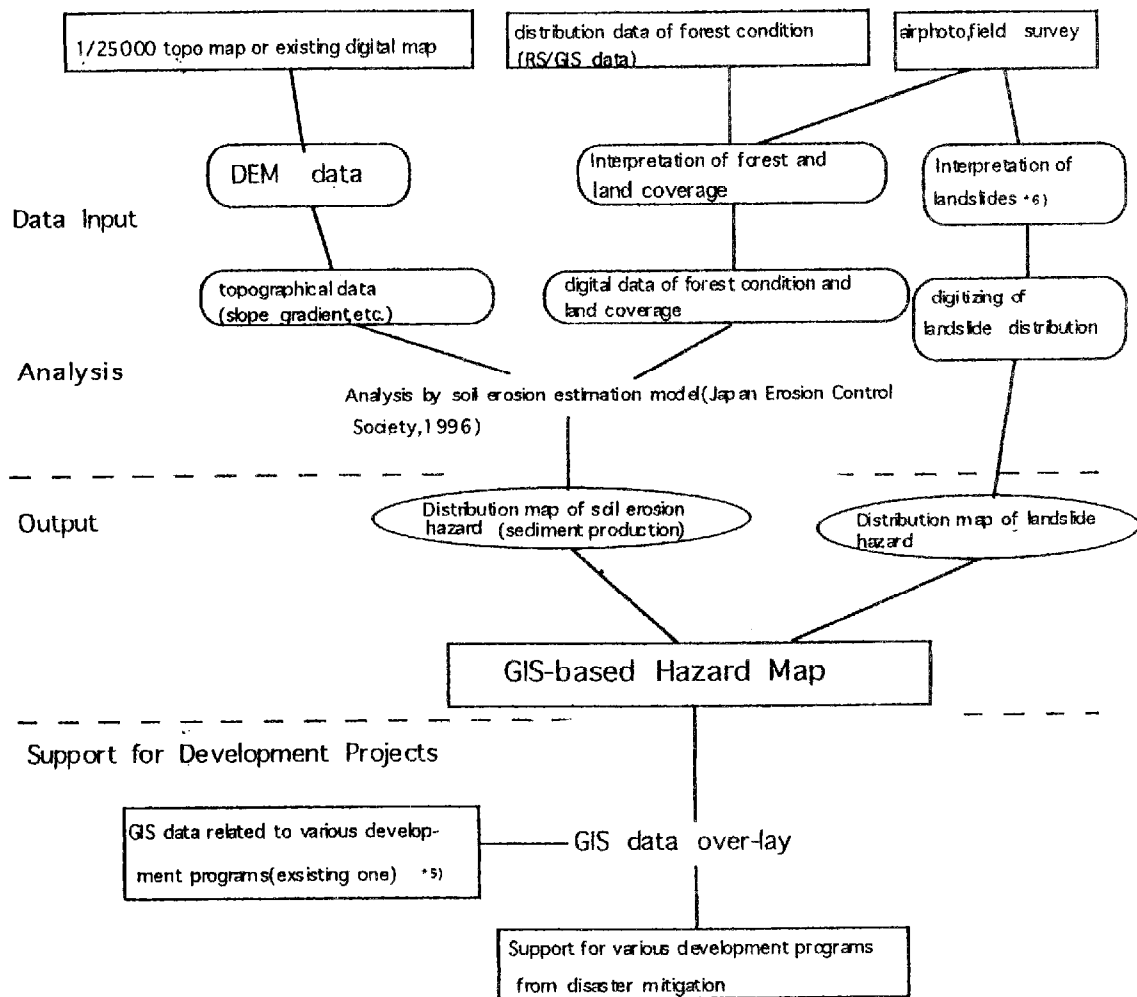 1/25000 topo map or existing digital map
distribution data of forest condition
(RS/GIS data)
airphoto,field survey
DEM data
Interpretation of forest and
land coverage
Interpretation of
landslides *6)
Data Input
topographical data
(slope gradient,etc.)
digital data of forest condition and
land coverage
digitizing of
landslide distribution
Analysis
Analysis by soil erosion estimation model(Japan Erosion Control
Society,1996)
Output
Distribution map of soil erosion
hazard (sediment production)
Distribution map of landslide
hazard
GIS-based Hazard Map
Support for Development Projects
GIS data related to various develop-
ment programs(exsisting one) *5)
GIS data over-lay
Support for various development programs
from disaster mitigation